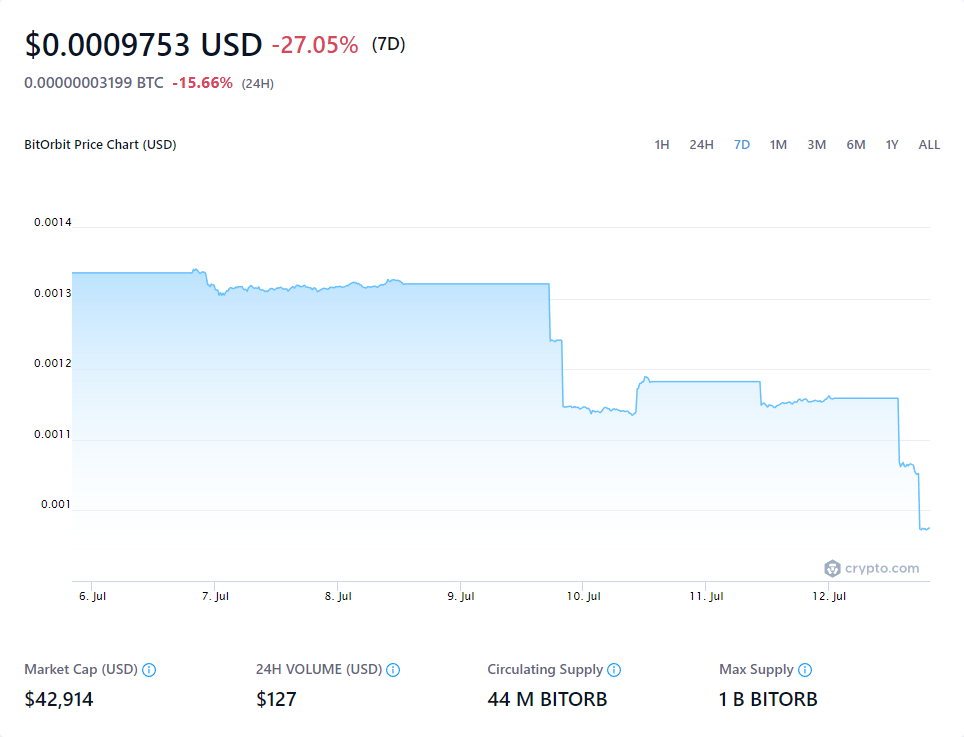 $0.0009753 USD -27.05% (7D)
0.00000003199 BTC -15.66% (24H)
BitOrbit Price Chart (USD) 1H 24H 7D 1M 3M 6M 1Y ALL
0.0014
0.0013
0.0012
0.0011
0.001
crypto.com
6. Jul 7. Jul 8. Jul 9. Jul 10. Jul 11. Jul 12. Jul
Market Cap (USD) 24H VOLUME (USD) Circulating Supply Max Supply
$42,914 $127 44 M BITORB 1 B BITORB